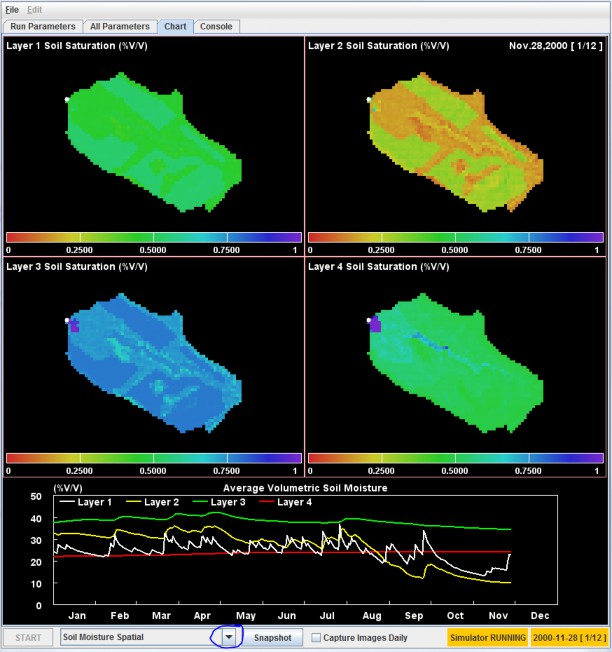 File Edit
Run Parameters All Parameters Chart Console
Layer 1 Soil Saturation (%V/V)
Layer 2 Soil Saturation (%V/V) Nov.28,2000 [ 1/12 ]
0 0.2500 0.5000 0.7500 1
0 0.2500 0.5000 0.7500 1
Layer 3 Soil Saturation (%V/V)
Layer 4 Soil Saturation (%V/V)
0 0.2500 0.5000 0.7500 1
0 0.2500 0.5000 0.7500 1
(%V/V) Average Volumetric Soil Moisture
50
Layer 1 Layer 2 Layer 3 Layer 4
40
30
20
10
0
Jan Feb Mar Apr May Jun Jul Aug Sep Oct Nov Dec
START Soil Moisture Spatial Snapshot Capture Images Daily Simulator RUNNING 2000-11-28 [ 1/12 ]